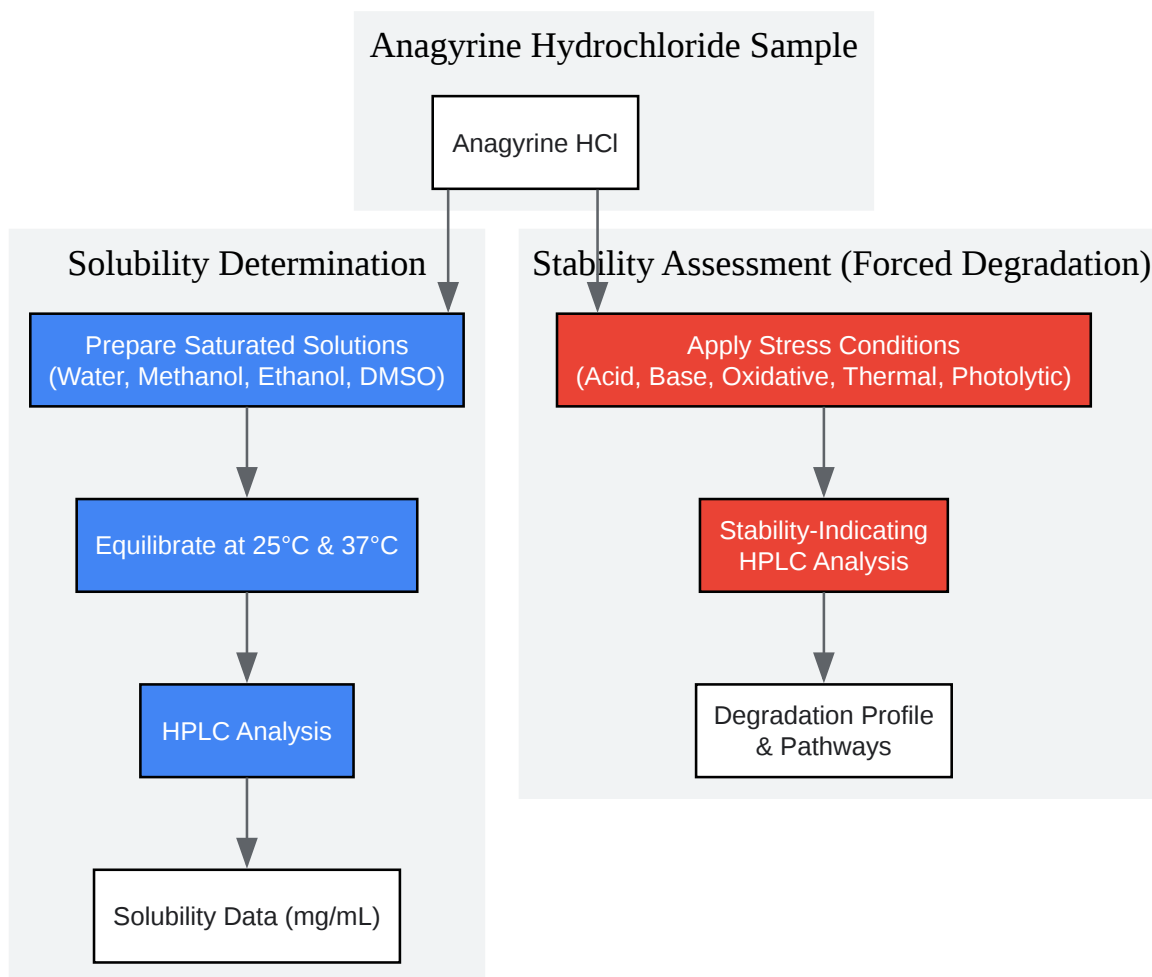 Anagyrine Hydrochloride Sample
Anagyrine HCl
Solubility Determination
Prepare Saturated Solutions
(Water, Methanol, Ethanol, DMSO)
Equilibrate at 25°C & 37°C
HPLC Analysis
Solubility Data (mg/mL)
Stability Assessment (Forced Degradation)
Apply Stress Conditions
(Acid, Base, Oxidative, Thermal, Photolytic)
Stability-Indicating
HPLC Analysis
Degradation Profile
& Pathways